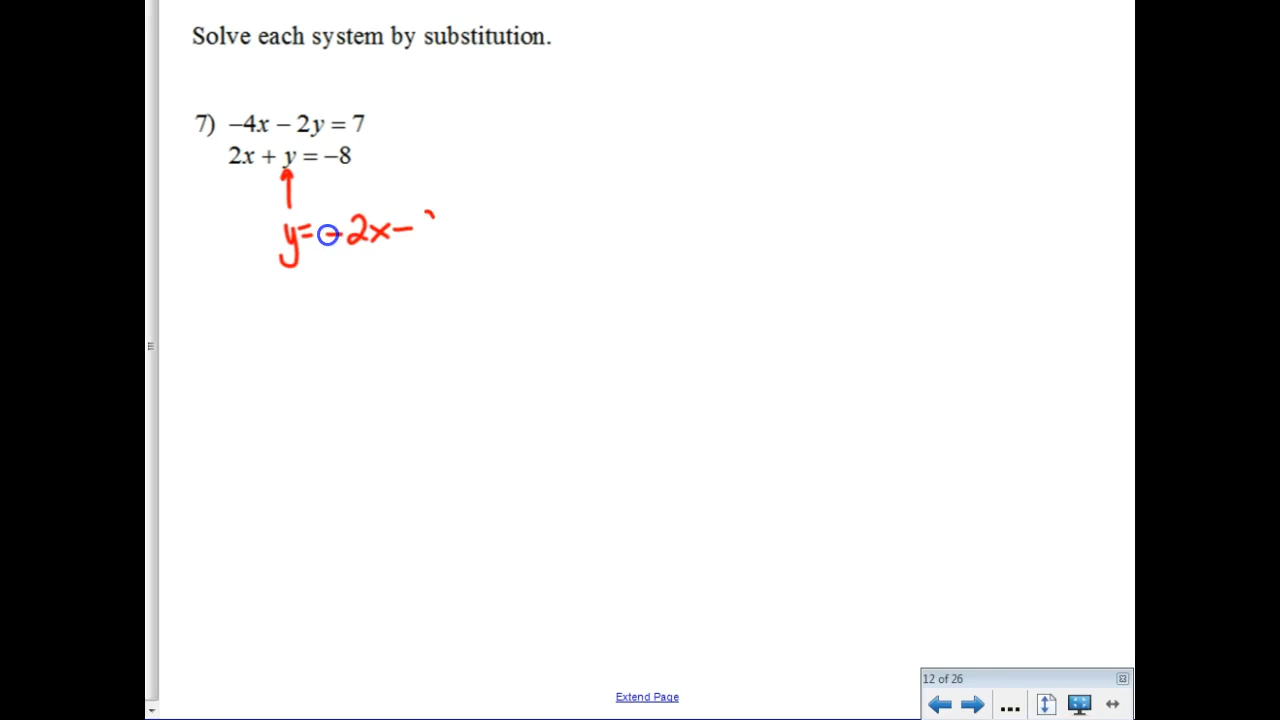 Solve each system by substitution.
7) –4x – 2y = 7
2x + y = –8
y = -2x -
Extend Page
12 of 26